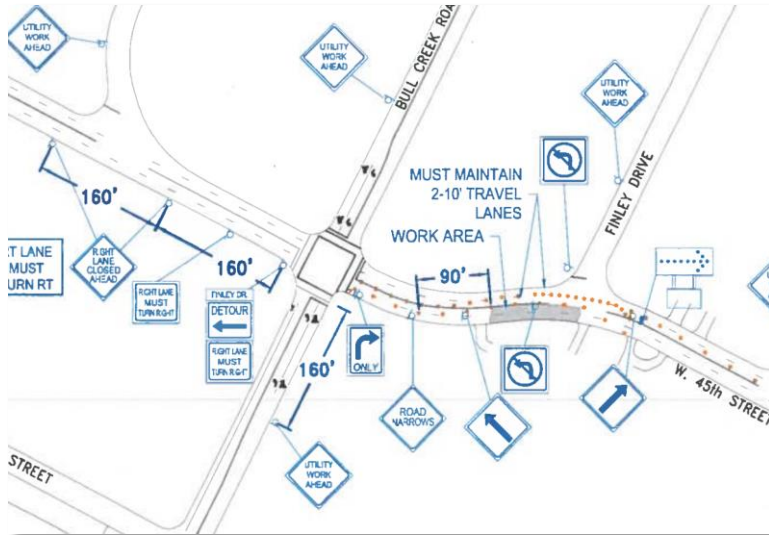 UTILITY
WORK
AHEAD
UTILITY
WORK
AHEAD
BULL CREEK ROA
UTILITY
WORK
AHEAD
FINLEY DRIVE
MUST MAINTAIN
2-10' TRAVEL
LANES
WORK AREA
160'
160'
90'
T LANE
MUST
URN RT
RIGHT
LANE
CLOSED
AHEAD
RIGHT LANE
MUST
TURN RIGHT
FINLEY DR.
DETOUR
RIGHT LANE
MUST
TURN RIGHT
160'
ONLY
ROAD
NARROWS
W. 45th STREET
STREET
UTILITY
WORK
AHEAD